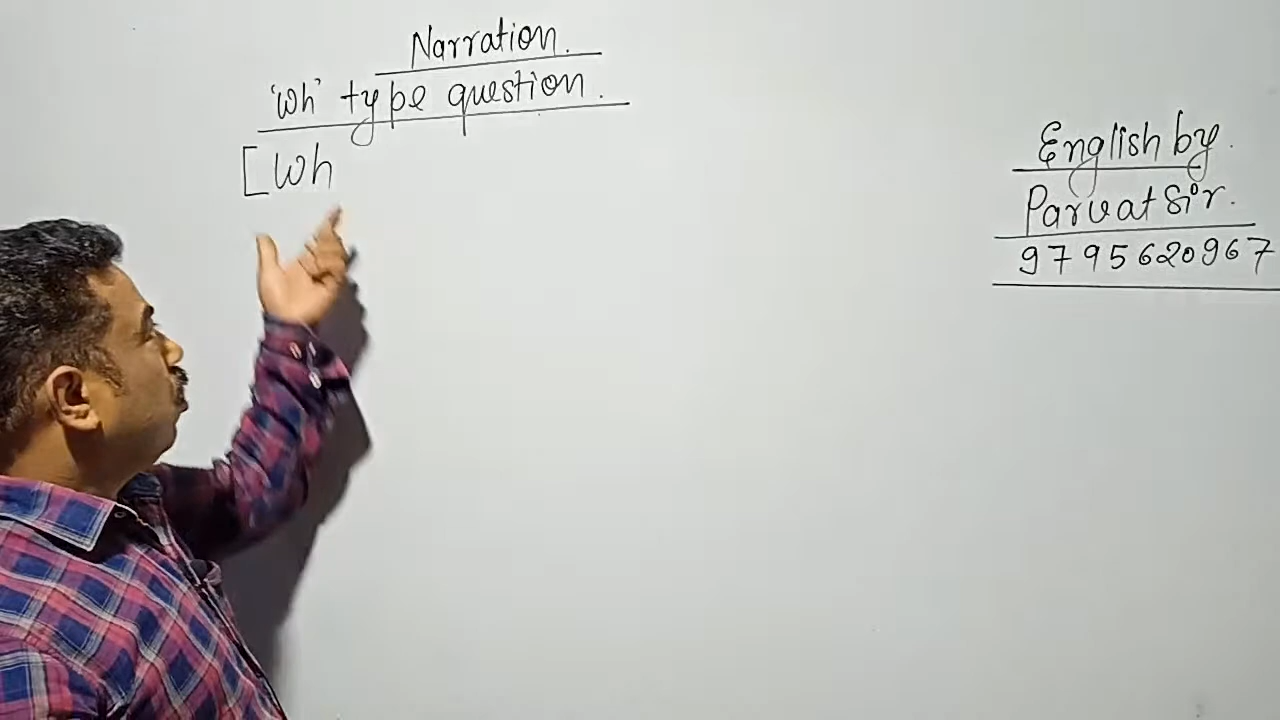 Narration.
'Wh' type question.
[Wh
English by.
Parvat Sir.
9795620967